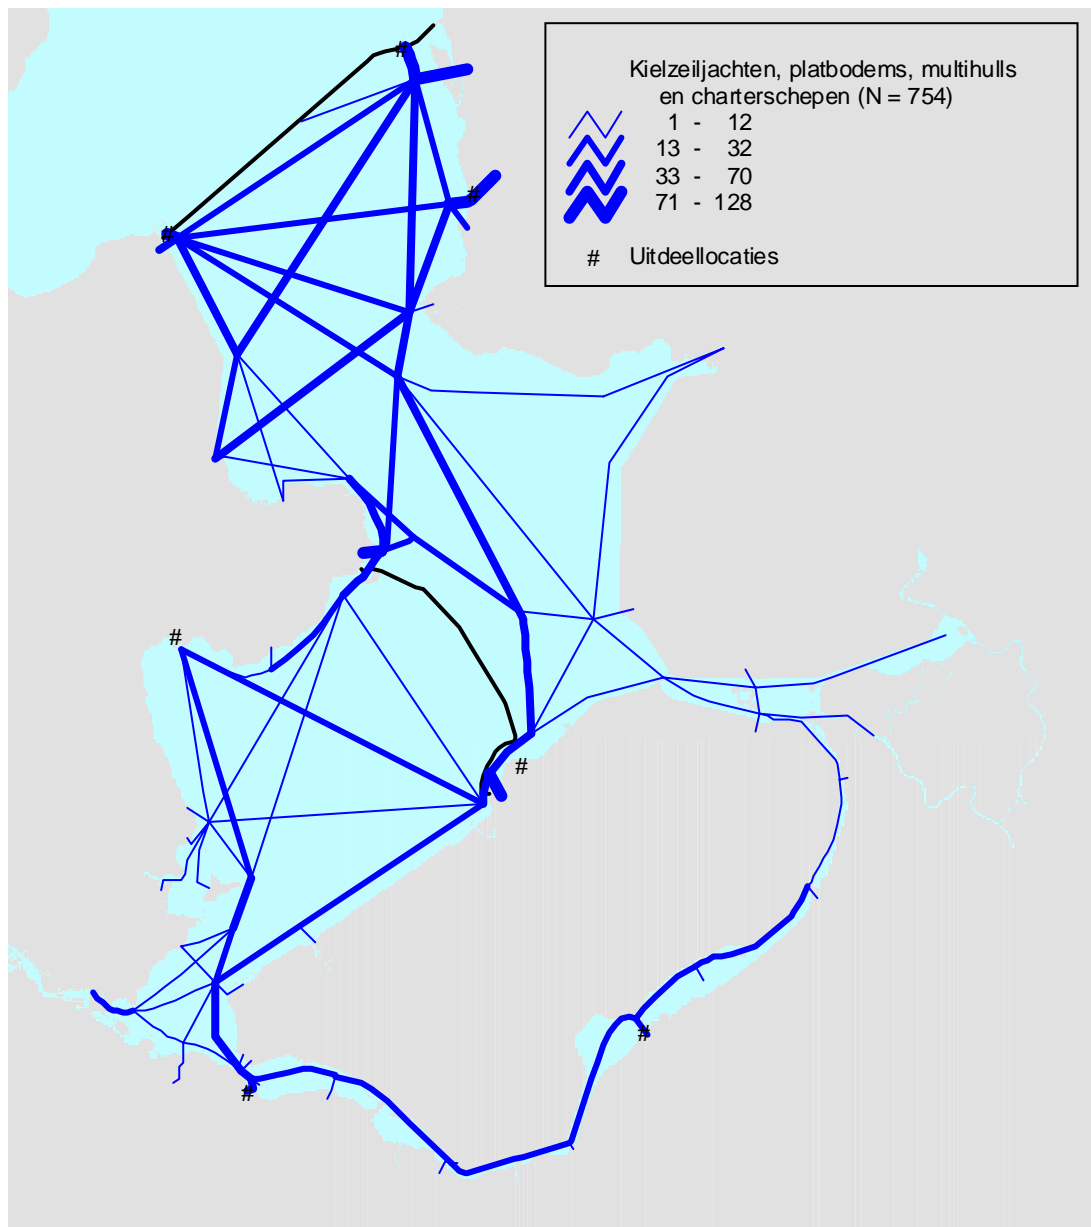 Kielzeiljachten, platbodems, multihulls
en charterschepen (N = 754)
1 - 12
13 - 32
33 - 70
71 - 128
# Uitdeellocaties
#
#
#
#
#
#
#